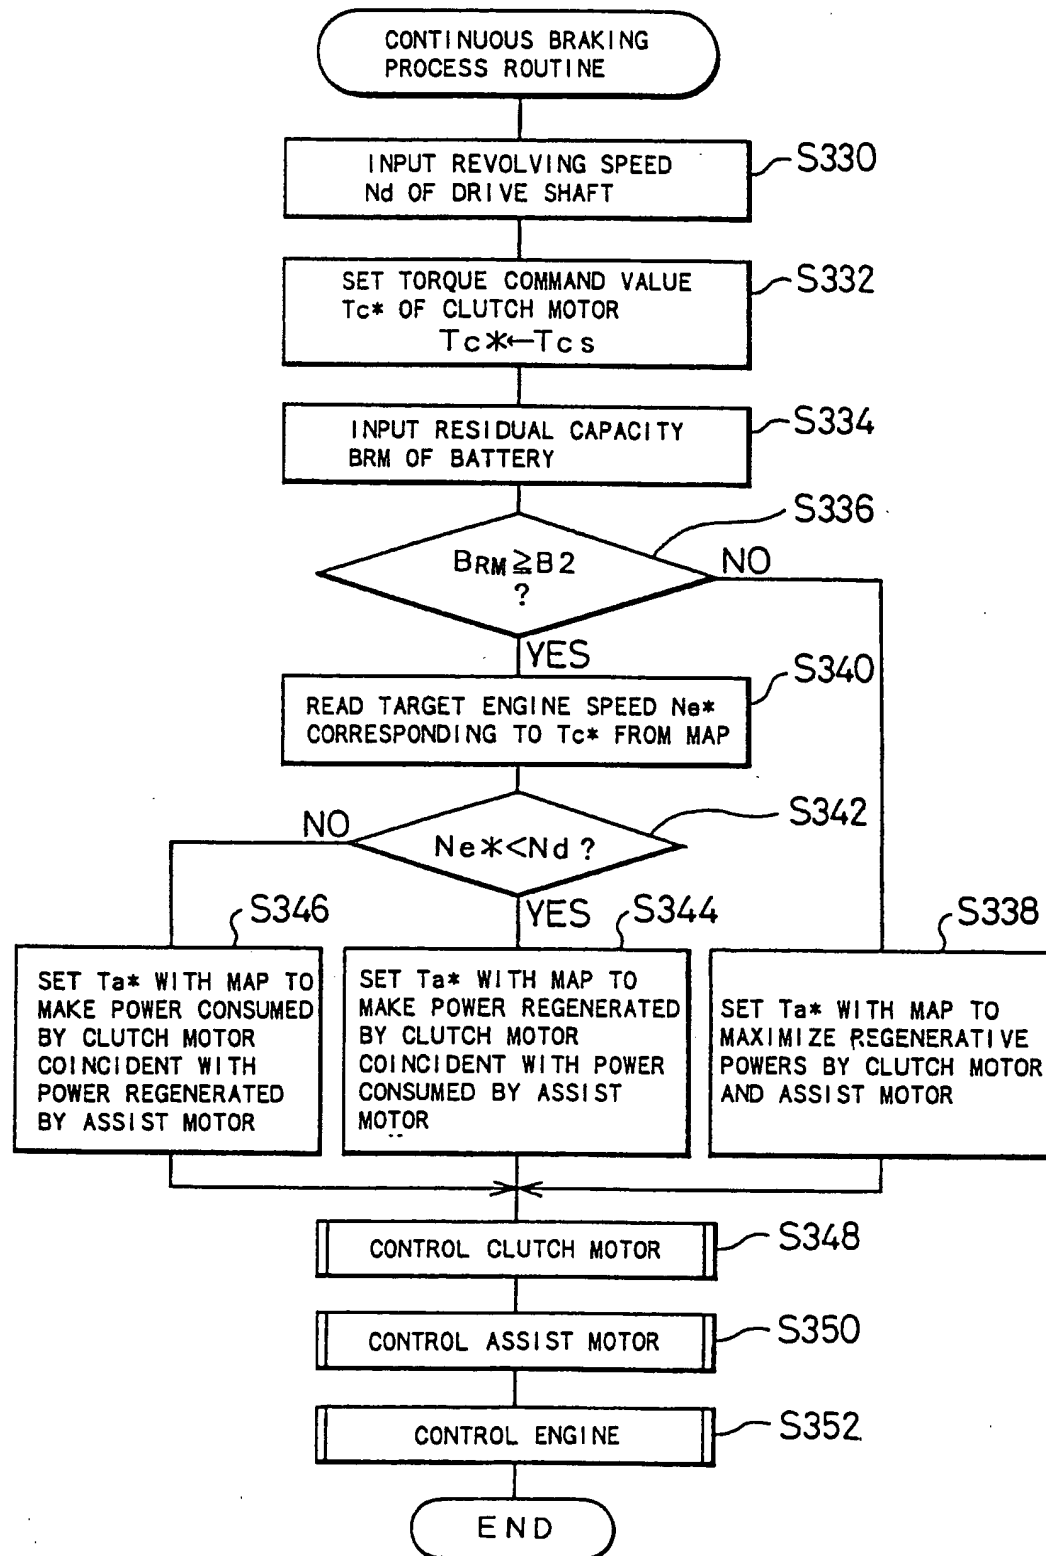 CONTINUOUS BRAKING
PROCESS ROUTINE
INPUT REVOLVING SPEED
Nd OF DRIVE SHAFT
S330
SET TORQUE COMMAND VALUE
Tc* OF CLUTCH MOTOR
Tc*←Tcs
S332
INPUT RESIDUAL CAPACITY
BRM OF BATTERY
S334
BRM≧B2
?
S336
NO
YES
READ TARGET ENGINE SPEED Ne*
CORRESPONDING TO Tc* FROM MAP
S340
Ne*<Nd ?
S342
NO
YES
S346
SET Ta* WITH MAP TO
MAKE POWER CONSUMED
BY CLUTCH MOTOR
COINCIDENT WITH
POWER REGENERATED
BY ASSIST MOTOR
S344
SET Ta* WITH MAP TO
MAKE POWER REGENERATED
BY CLUTCH MOTOR
COINCIDENT WITH POWER
CONSUMED BY ASSIST
MOTOR
S338
SET Ta* WITH MAP TO
MAXIMIZE REGENERATIVE
POWERS BY CLUTCH MOTOR
AND ASSIST MOTOR
CONTROL CLUTCH MOTOR
S348
CONTROL ASSIST MOTOR
S350
CONTROL ENGINE
S352
END